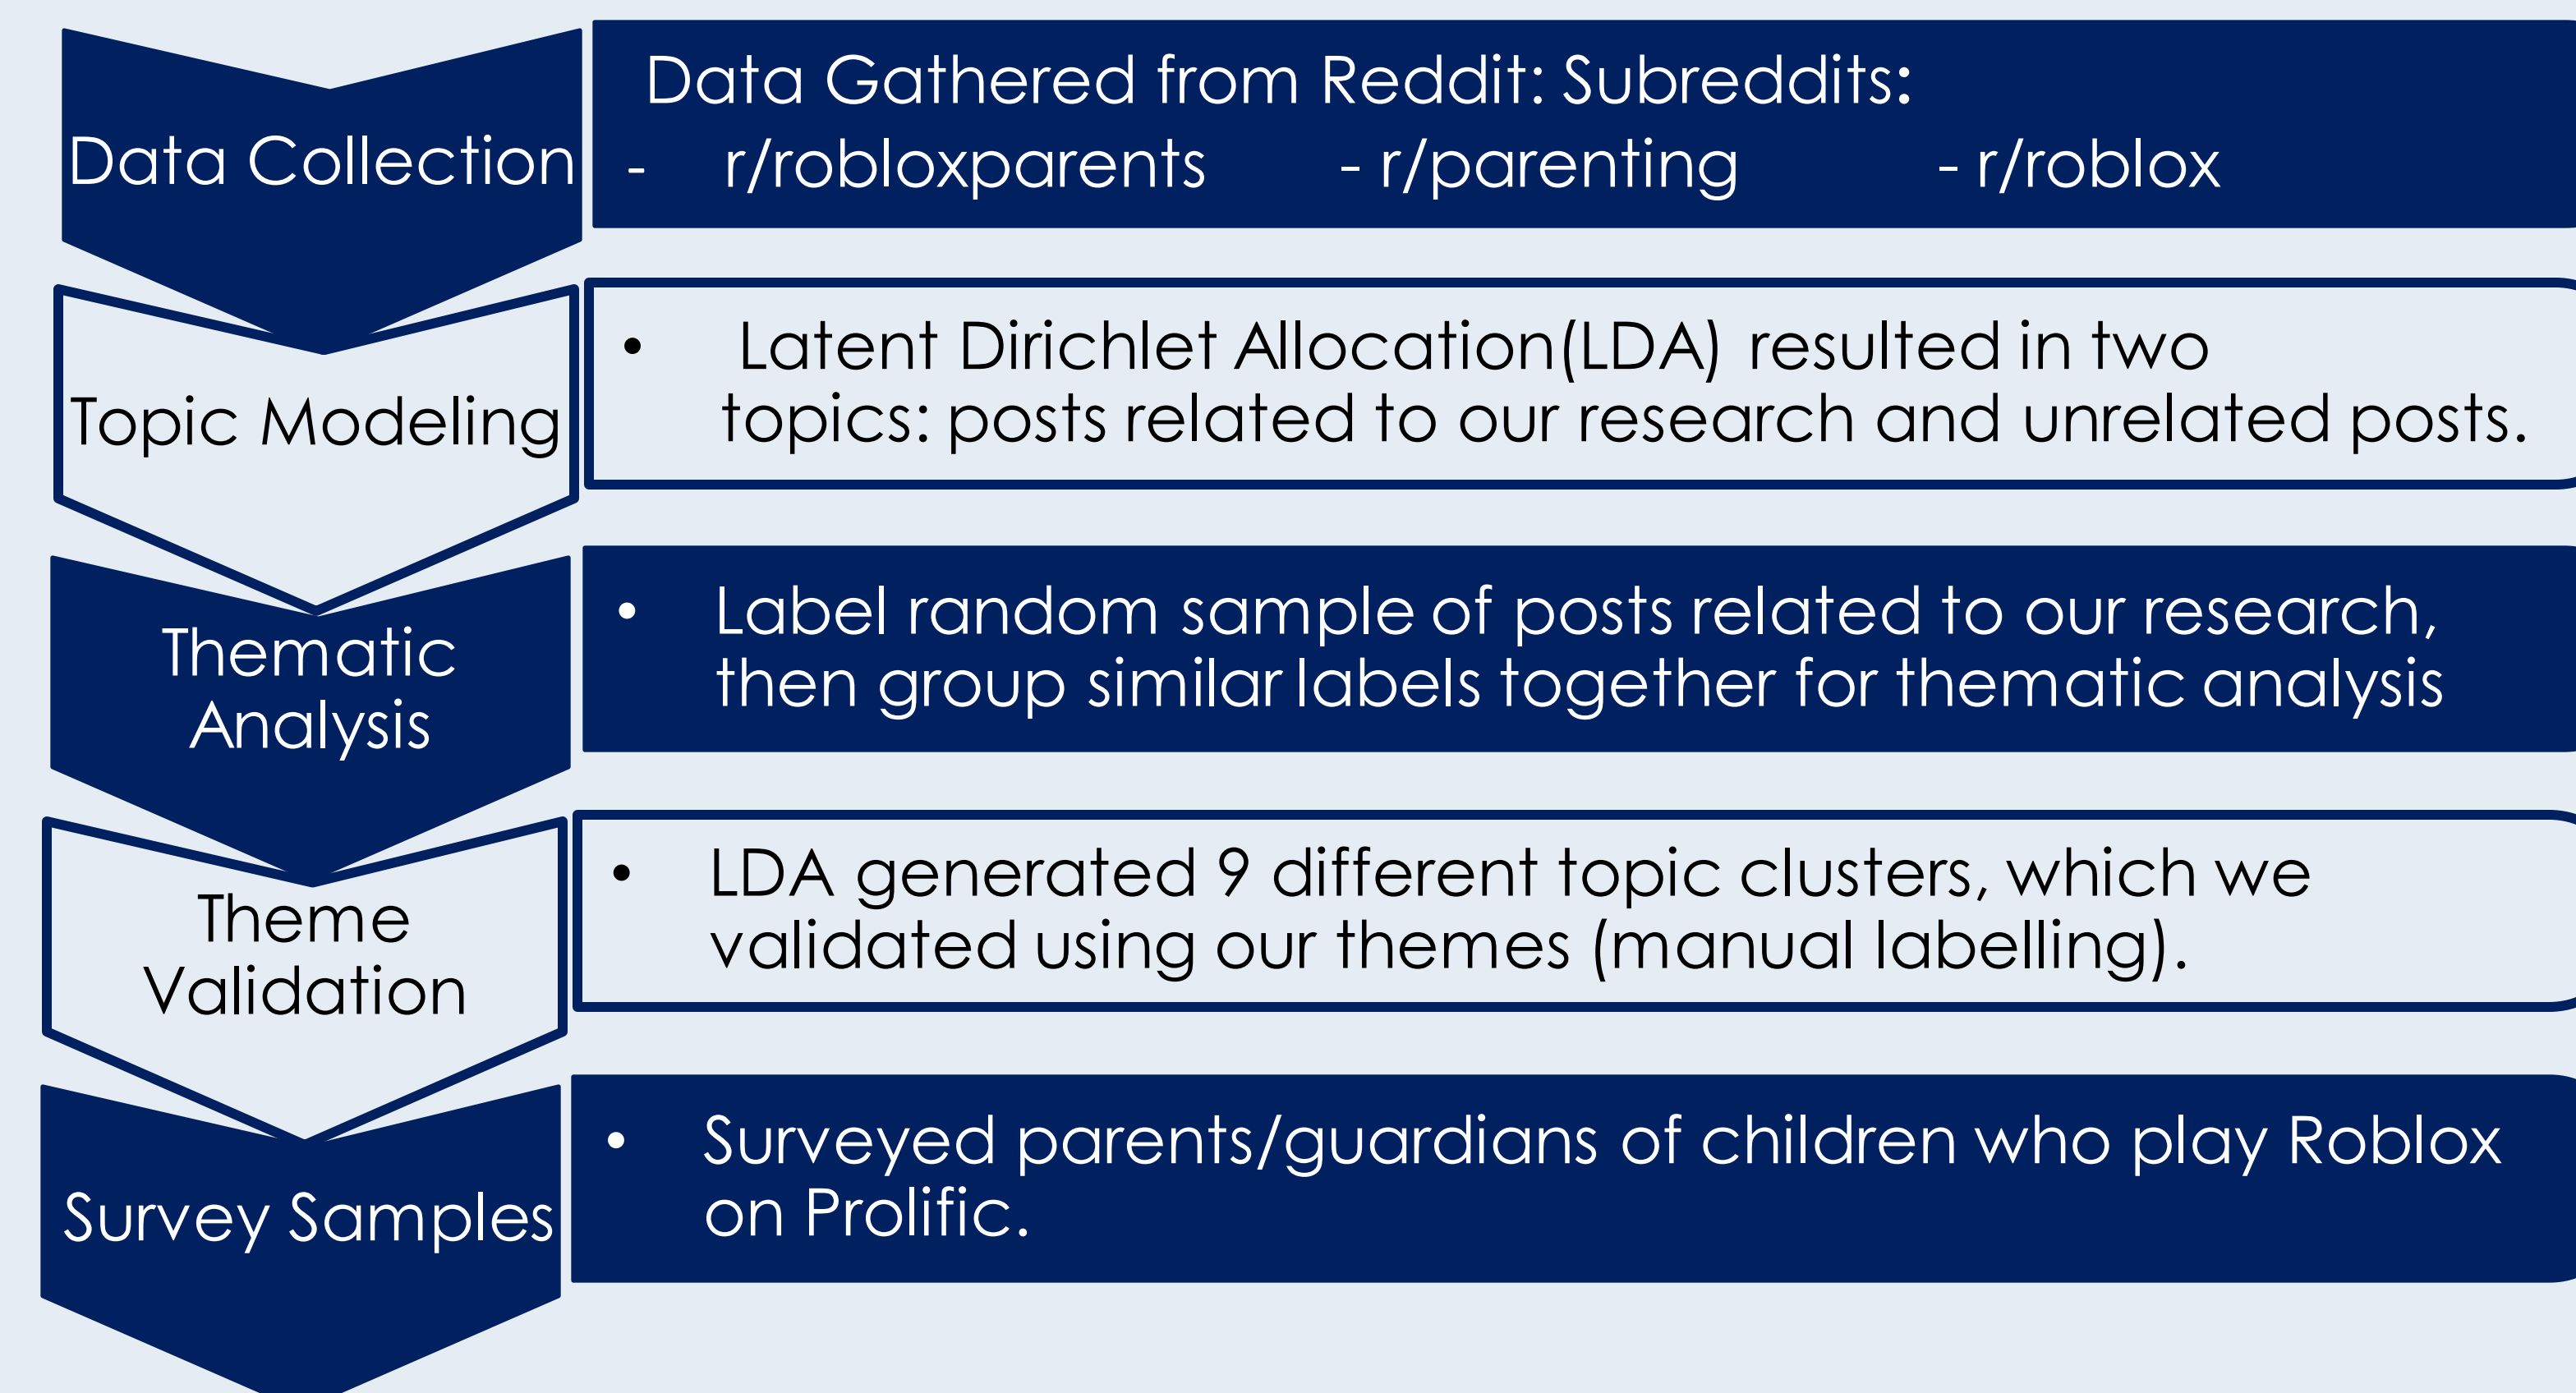 Data Collection
Data Gathered from Reddit: Subreddits:
- r/robloxparents - r/parenting - r/roblox
Topic Modeling
• Latent Dirichlet Allocation(LDA) resulted in two
topics: posts related to our research and unrelated posts.
Thematic
Analysis
• Label random sample of posts related to our research,
then group similar labels together for thematic analysis
Theme
Validation
• LDA generated 9 different topic clusters, which we
validated using our themes (manual labelling).
Survey Samples
• Surveyed parents/guardians of children who play Roblox
on Prolific.